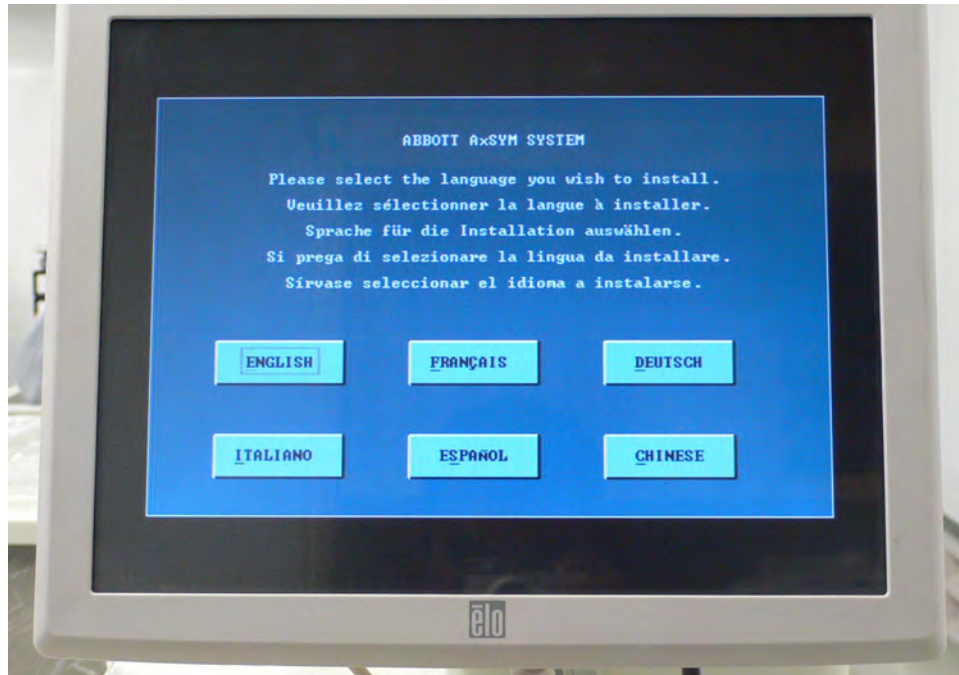 ABBOTT AxSYM SYSTEM
Please select the language you wish to install.
Veuillez sélectionner la langue à installer.
Sprache für die Installation auswählen.
Si prega di selezionare la lingua da installare.
Sírvase seleccionar el idioma a instalarse.
ENGLISH FRANÇAIS DEUTSCH
ITALIANO ESPAÑOL CHINESE
ēlo